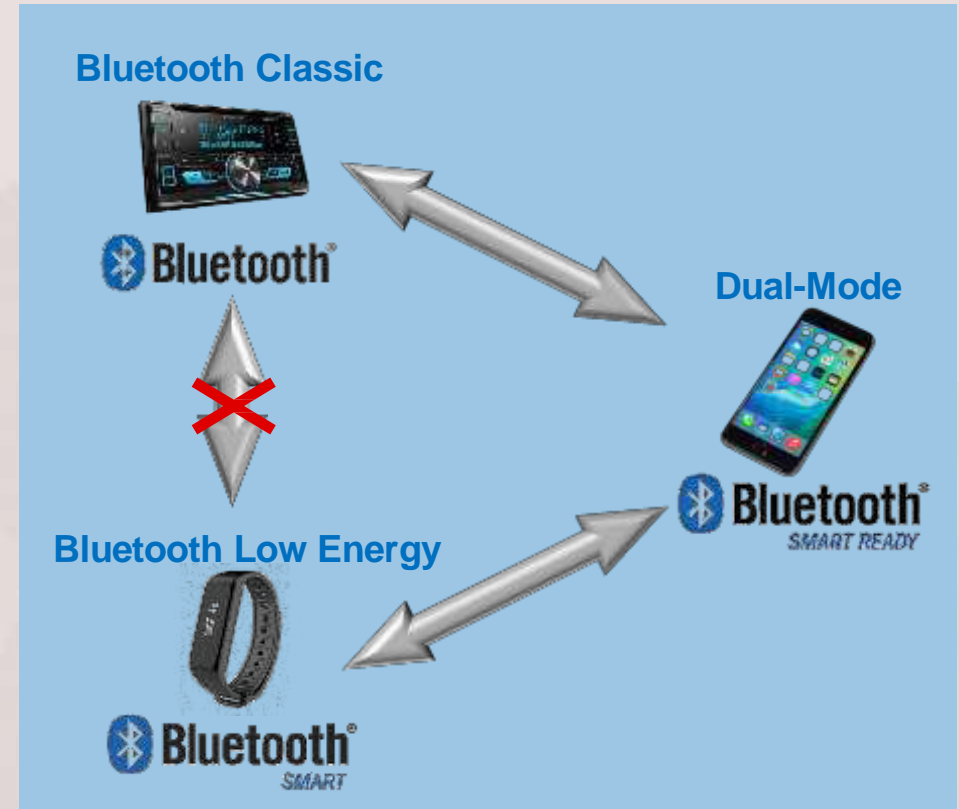 Bluetooth Classic
Bluetooth®
Dual-Mode
Bluetooth®
SMART READY
Bluetooth Low Energy
Bluetooth®
SMART